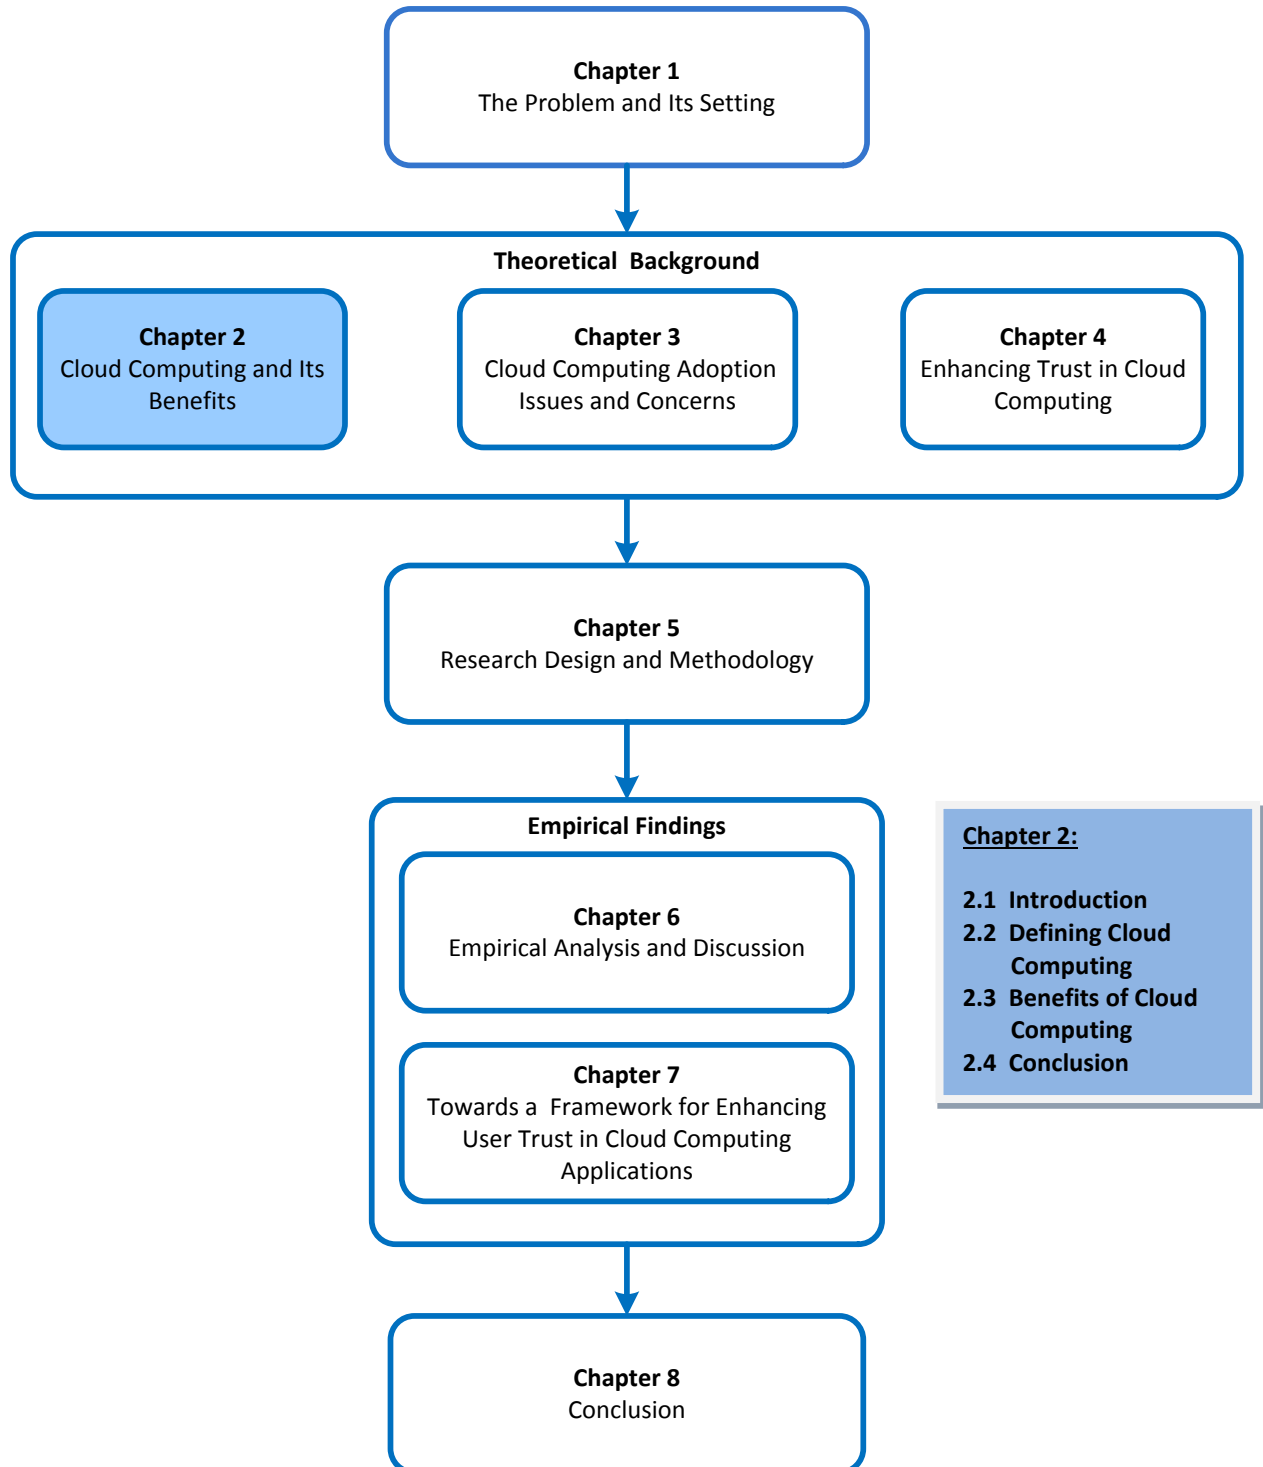 Chapter 1
The Problem and Its Setting
Theoretical Background
Chapter 2
Cloud Computing and Its
Benefits
Chapter 3
Cloud Computing Adoption
Issues and Concerns
Chapter 4
Enhancing Trust in Cloud
Computing
Chapter 5
Research Design and Methodology
Empirical Findings
Chapter 6
Empirical Analysis and Discussion
Chapter 7
Towards a Framework for Enhancing
User Trust in Cloud Computing
Applications
Chapter 2:
2.1 Introduction
2.2 Defining Cloud
Computing
2.3 Benefits of Cloud
Computing
2.4 Conclusion
Chapter 8
Conclusion